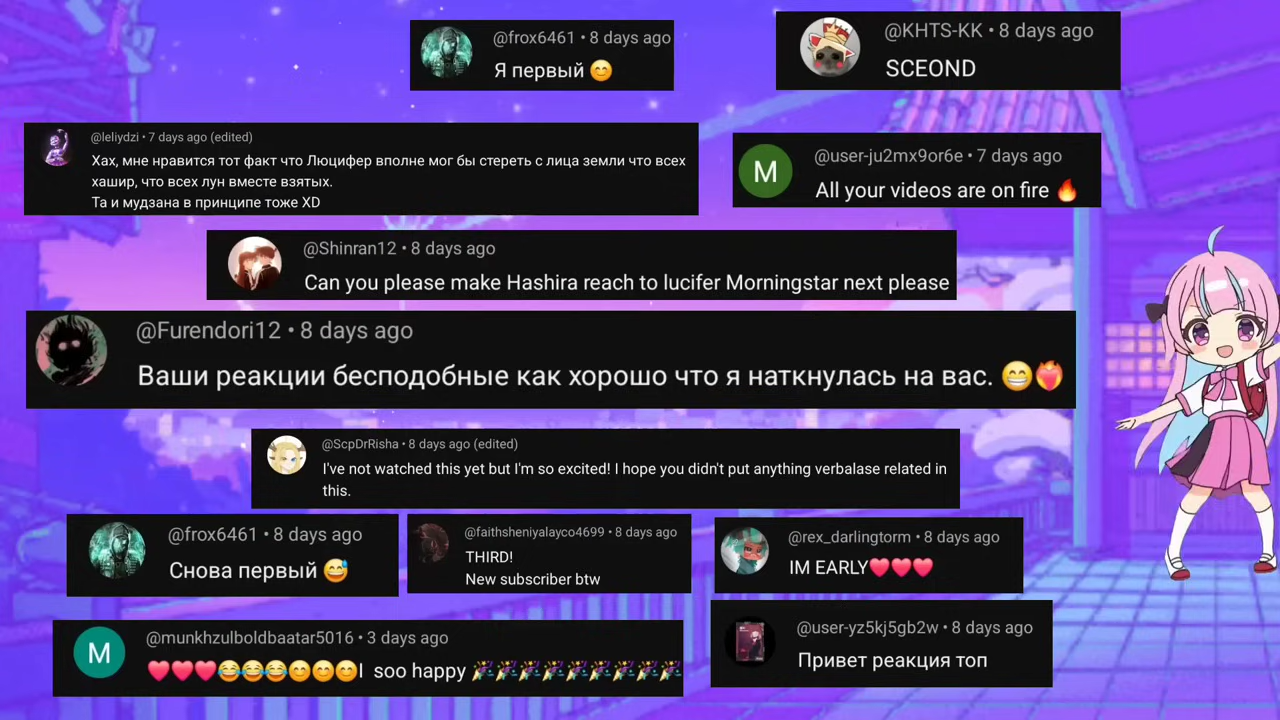 @frox6461 • 8 days ago
Я первый 😊
@KHTS-KK • 8 days ago
SCEOND
@leliydzi • 7 days ago (edited)
Хах, мне нравится тот факт что Люцифер вполне мог бы стереть с лица земли что всех
хашир, что всех лун вместе взятых.
Та и мудзана в принципе тоже XD
M
@user-ju2mx9or6e • 7 days ago
All your videos are on fire 🔥
@Shinran12 • 8 days ago
Can you please make Hashira reach to lucifer Morningstar next please
@Furendori12 • 8 days ago
Ваши реакции бесподобные как хорошо что я наткнулась на вас. 😁❤️‍🔥
@ScpDrRisha • 8 days ago (edited)
I've not watched this yet but I'm so excited! I hope you didn't put anything verbalase related in
this.
@frox6461 • 8 days ago
Снова первый 😅
@faithsheniyalayco4699 • 8 days ago
THIRD!
New subscriber btw
@rex_darlingtorm • 8 days ago
IM EARLY❤️❤️❤️
M
@munkhzulboldbaatar5016 • 3 days ago
❤️❤️❤️😂😂😂😊😊😊I soo happy 🎉🎉🎉🎉🎉🎉🎉🎉🎉
@user-yz5kj5gb2w • 8 days ago
Привет реакция топ